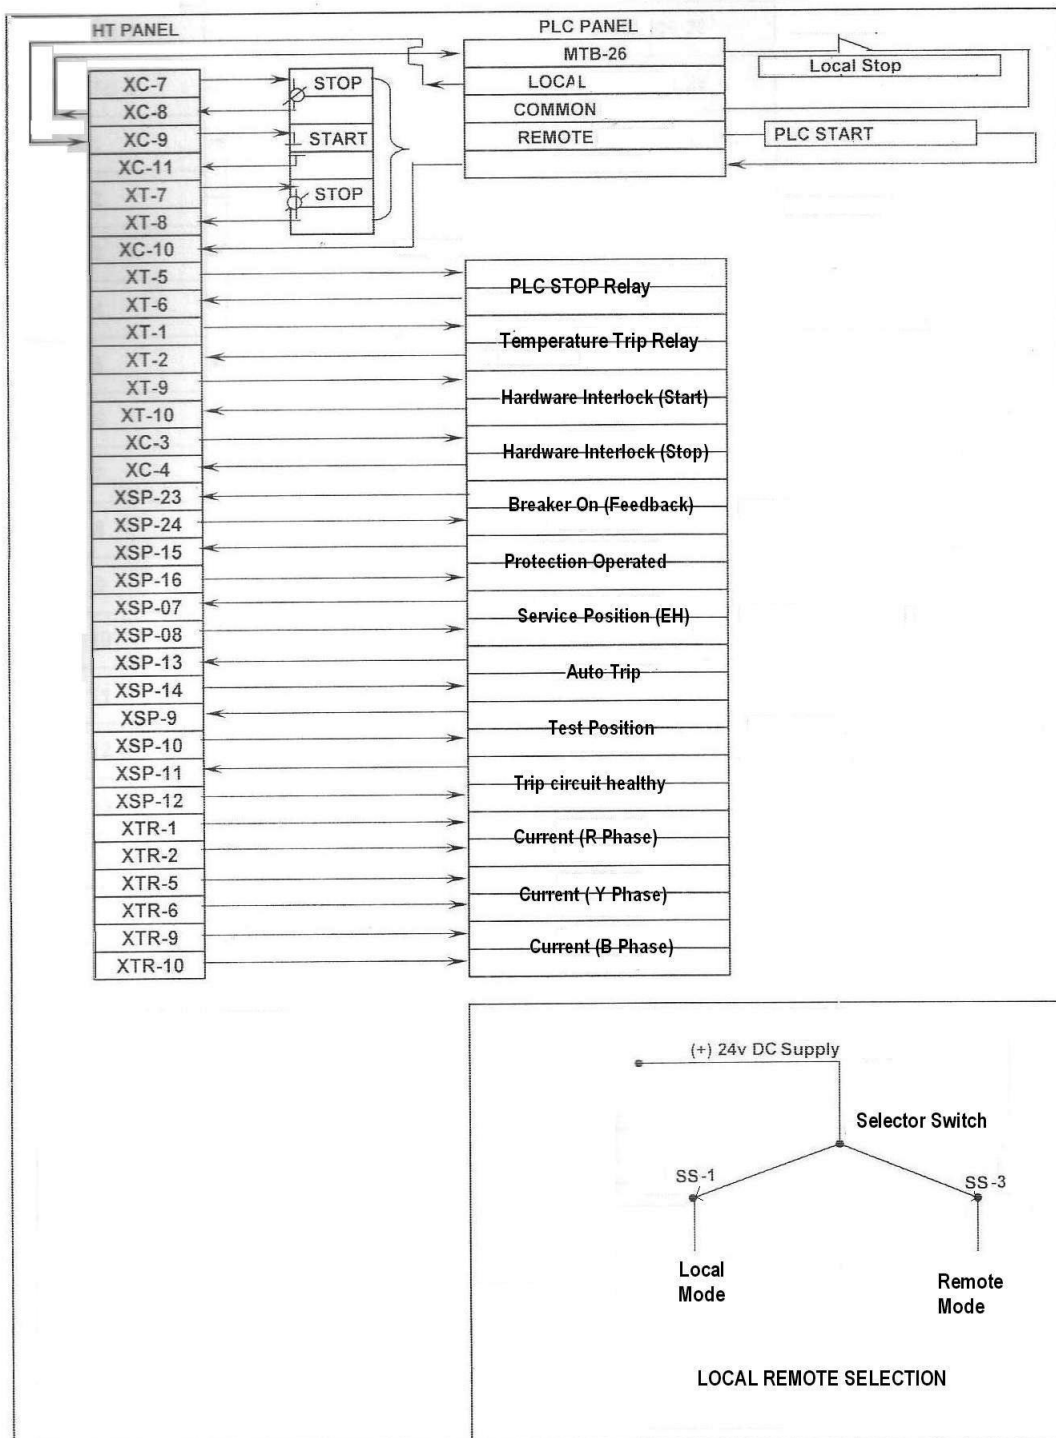 HT PANEL
PLC PANEL
MTB-26
LOCAL
COMMON
REMOTE
Local Stop
PLC START
XC-7
XC-8
XC-9
XC-11
XT-7
XT-8
XC-10
XT-5
XT-6
XT-1
XT-2
XT-9
XT-10
XC-3
XC-4
XSP-23
XSP-24
XSP-15
XSP-16
XSP-07
XSP-08
XSP-13
XSP-14
XSP-9
XSP-10
XSP-11
XSP-12
XTR-1
XTR-2
XTR-5
XTR-6
XTR-9
XTR-10
STOP
START
STOP
PLC STOP Relay
Temperature Trip Relay
Hardware Interlock (Start)
Hardware Interlock (Stop)
Breaker On (Feedback)
Protection Operated
Service Position (EH)
Auto Trip
Test Position
Trip circuit healthy
Current (R Phase)
Current ( Y Phase)
Current (B Phase)
(+) 24v DC Supply
Selector Switch
SS-1
SS-3
Local
Mode
Remote
Mode
LOCAL REMOTE SELECTION